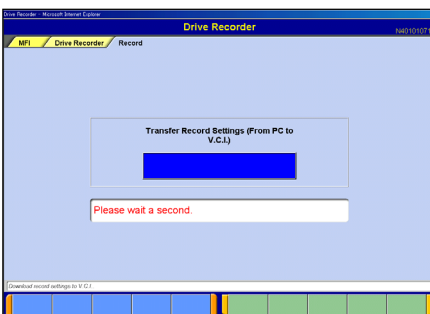 Drive Recorder - Microsoft Internet Explorer
Drive Recorder
N40101071
MFI Drive Recorder Record
Transfer Record Settings (From PC to
V.C.I.)
Please wait a second.
Download record settings to V.C.I.